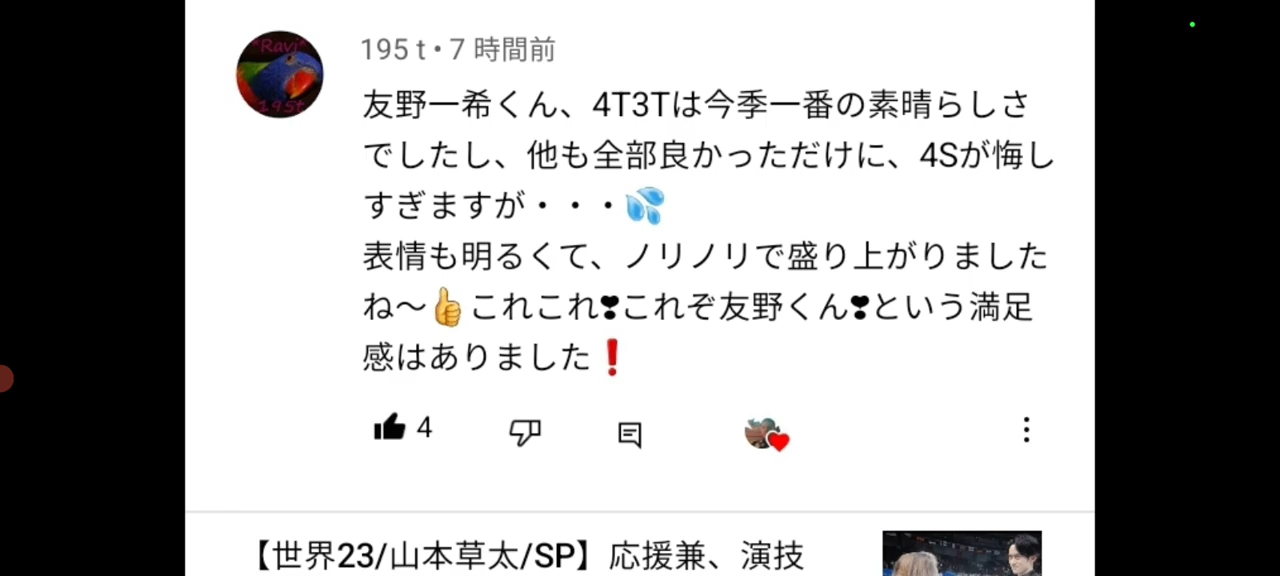 *Ravi*
195t
195 t • 7 時間前
友野一希くん、4T3Tは今季一番の素晴らしさ
でしたし、他も全部良かっただけに、4Sが悔し
すぎますが・・・💦
表情も明るくて、ノリノリで盛り上がりました
ね〜👍これこれ❣これぞ友野くん❣という満足
感はありました❗
4
【世界23/山本草太/SP】応援兼、演技